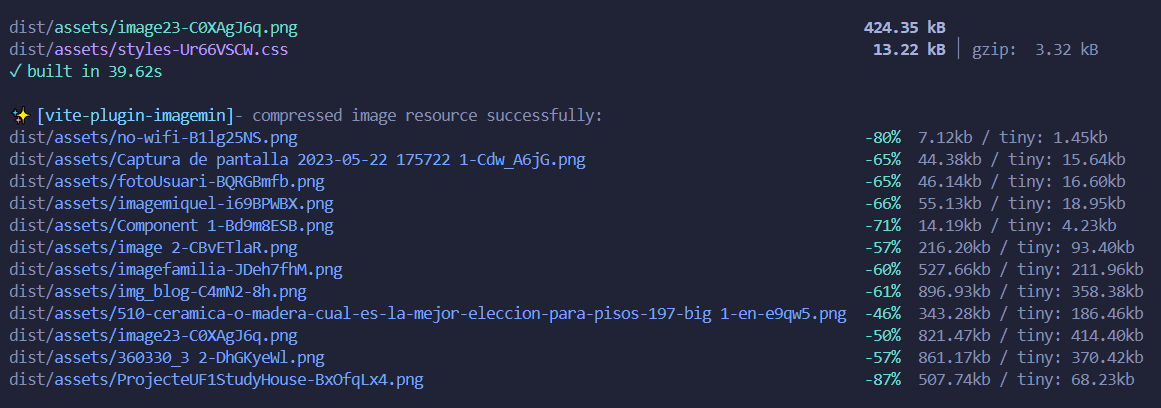 dist/assets/image23-C0XAgJ6q.png 424.35 kB
dist/assets/styles-Ur66VSCW.css 13.22 kB │ gzip: 3.32 kB
✓ built in 39.62s
✨ [vite-plugin-imagemin]- compressed image resource successfully:
dist/assets/no-wifi-B1lg25NS.png -80% 7.12kb / tiny: 1.45kb
dist/assets/Captura de pantalla 2023-05-22 175722 1-Cdw_A6jG.png -65% 44.38kb / tiny: 15.64kb
dist/assets/fotoUsuari-BQRGBmfb.png -65% 46.14kb / tiny: 16.60kb
dist/assets/imagemiquel-i69BPWBX.png -66% 55.13kb / tiny: 18.95kb
dist/assets/Component 1-Bd9m8ESB.png -71% 14.19kb / tiny: 4.23kb
dist/assets/image 2-CBvETlaR.png -57% 216.20kb / tiny: 93.40kb
dist/assets/imagefamilia-JDeh7fhM.png -60% 527.66kb / tiny: 211.96kb
dist/assets/img_blog-C4mN2-8h.png -61% 896.93kb / tiny: 358.38kb
dist/assets/510-ceramica-o-madera-cual-es-la-mejor-eleccion-para-pisos-197-big 1-en-e9qw5.png -46% 343.28kb / tiny: 186.46kb
dist/assets/image23-C0XAgJ6q.png -50% 821.47kb / tiny: 414.40kb
dist/assets/360330_3 2-DhGKyeWl.png -57% 861.17kb / tiny: 370.42kb
dist/assets/ProjecteUF1StudyHouse-BxOfqLx4.png -87% 507.74kb / tiny: 68.23kb